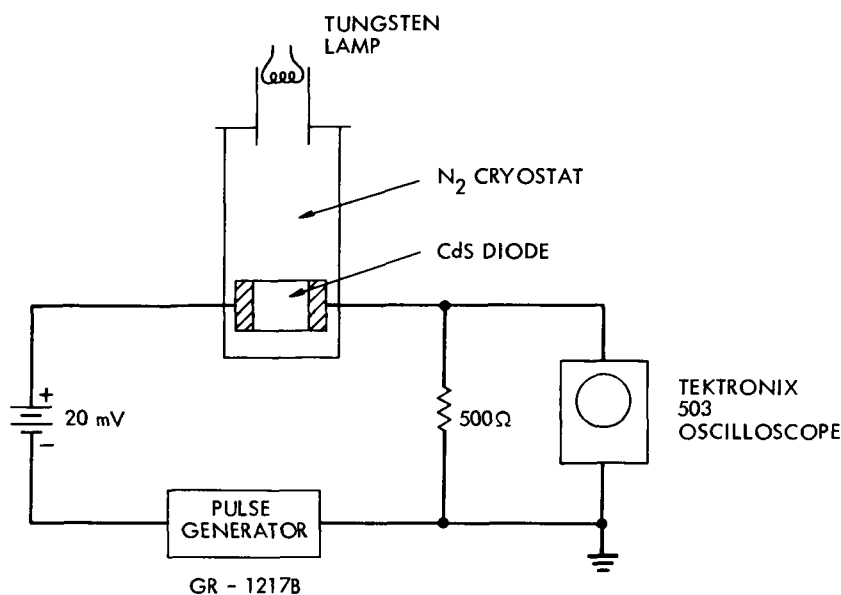 TUNGSTEN
LAMP
N2 CRYOSTAT
CdS DIODE
+
20 mV
-
500Ω
TEKTRONIX
503
OSCILLOSCOPE
PULSE
GENERATOR
GR - 1217B